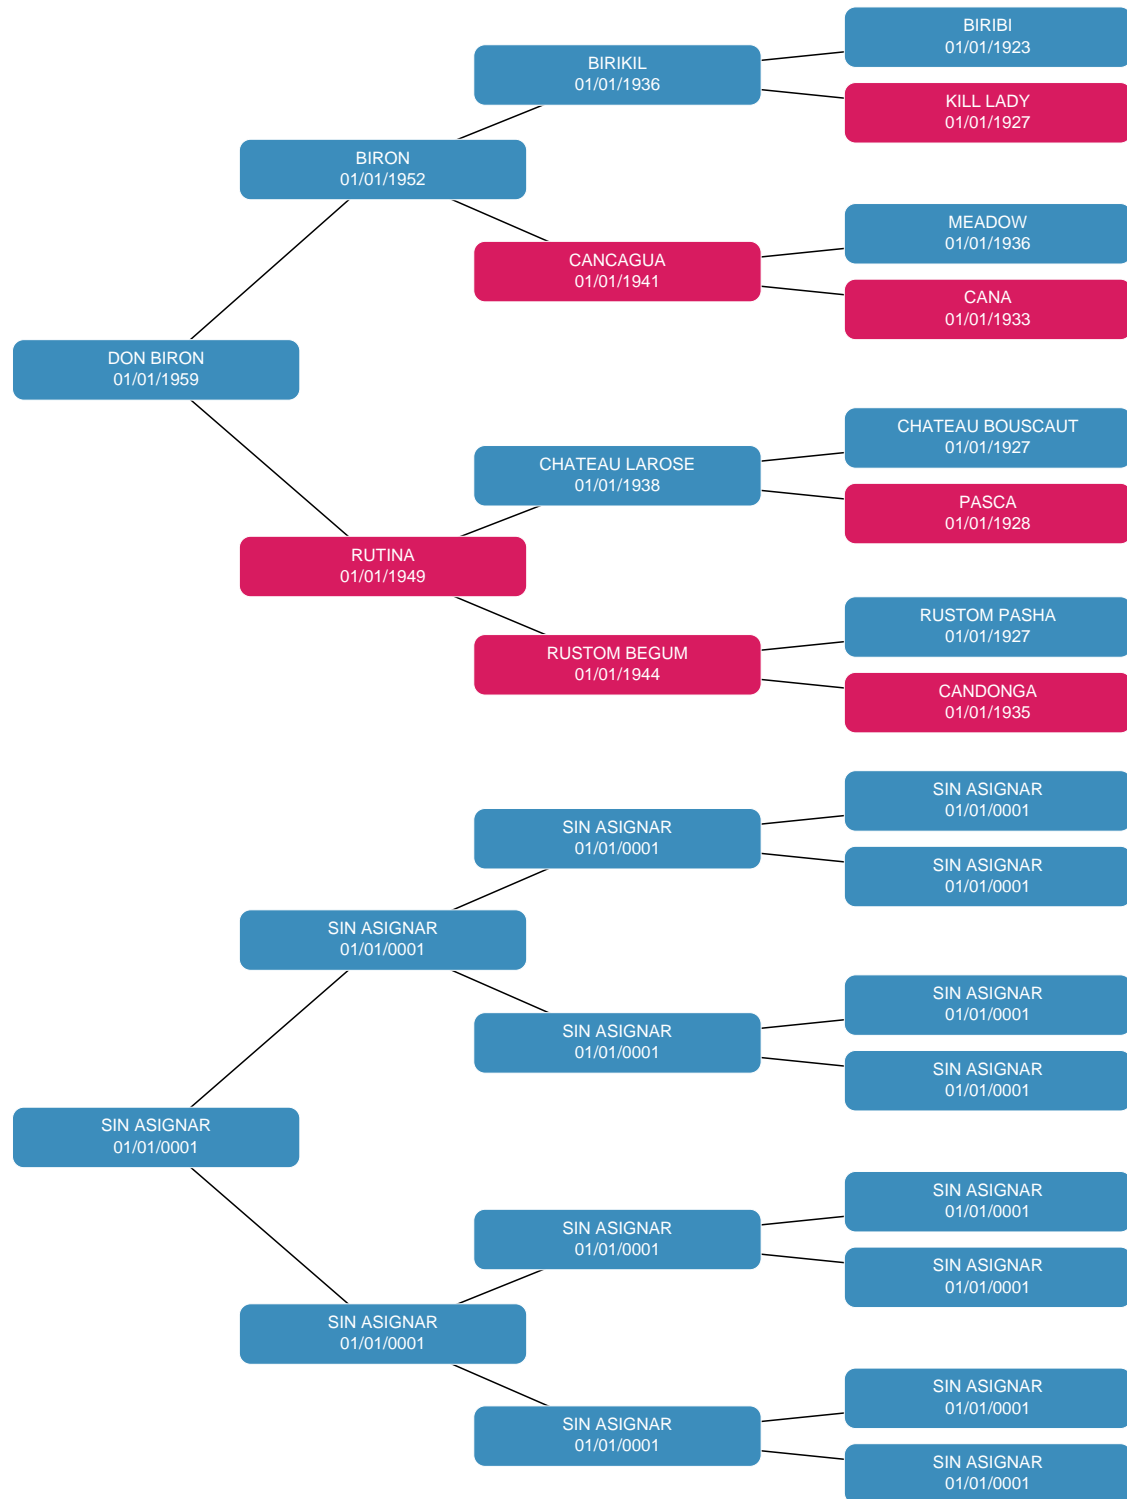 BIRIBI
01/01/1923
BIRIKIL
01/01/1936
KILL LADY
01/01/1927
BIRON
01/01/1952
MEADOW
01/01/1936
CANCAGUA
01/01/1941
CANA
01/01/1933
DON BIRON
01/01/1959
CHATEAU BOUSCAUT
01/01/1927
CHATEAU LAROSE
01/01/1938
PASCA
01/01/1928
RUTINA
01/01/1949
RUSTOM PASHA
01/01/1927
RUSTOM BEGUM
01/01/1944
CANDONGA
01/01/1935
SIN ASIGNAR
01/01/0001
SIN ASIGNAR
01/01/0001
SIN ASIGNAR
01/01/0001
SIN ASIGNAR
01/01/0001
SIN ASIGNAR
01/01/0001
SIN ASIGNAR
01/01/0001
SIN ASIGNAR
01/01/0001
SIN ASIGNAR
01/01/0001
SIN ASIGNAR
01/01/0001
SIN ASIGNAR
01/01/0001
SIN ASIGNAR
01/01/0001
SIN ASIGNAR
01/01/0001
SIN ASIGNAR
01/01/0001
SIN ASIGNAR
01/01/0001
SIN ASIGNAR
01/01/0001